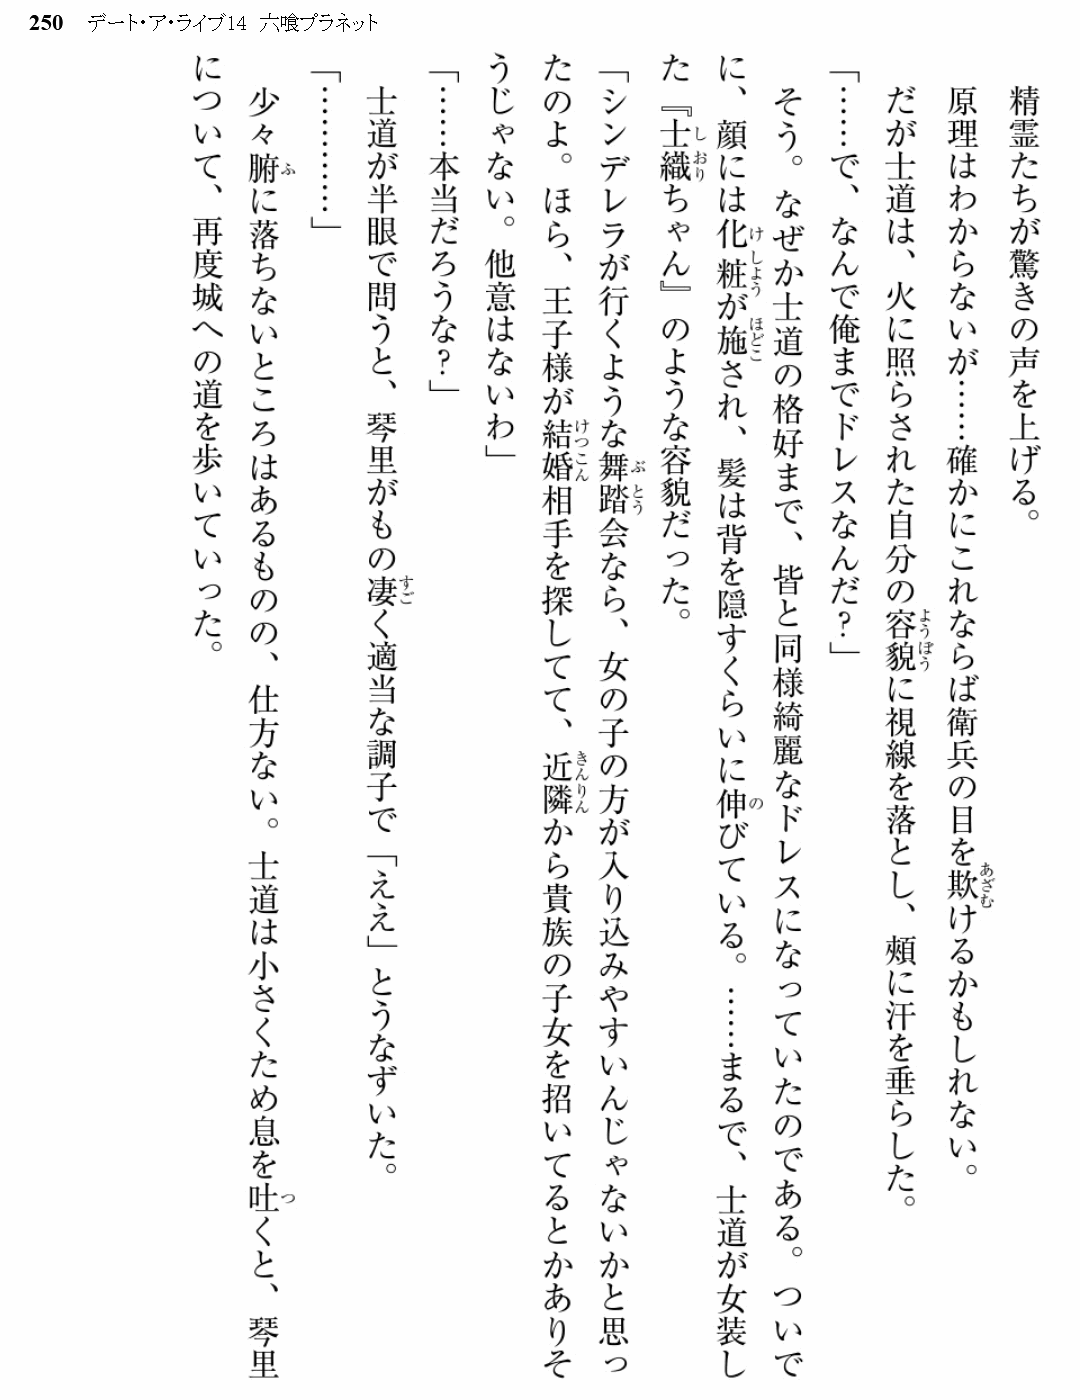 250 デート・ア・ライブ14 六喰プラネット
精霊たちが驚きの声を上げる。
原理はわからないが……確かにこれならば衛兵の目を欺けるかもしれない。
だが士道は、火に照らされた自分の容貌に視線を落とし、頰に汗を垂らした。
「……で、なんで俺までドレスなんだ?」
そう。なぜか士道の格好まで、皆と同様綺麗なドレスになっていたのである。ついで
に、顔には化粧が施され、髪は背を隠すくらいに伸びている。……まるで、士道が女装し
た『士織ちゃん』のような容貌だった。
「シンデレラが行くような舞踏会なら、女の子の方が入り込みやすいんじゃないかと思っ
たのよ。ほら、王子様が結婚相手を探してて、近隣から貴族の子女を招いてるとかありそ
うじゃない。他意はないわ」
「……本当だろうな?」
士道が半眼で問うと、琴里がもの凄く適当な調子で「ええ」とうなずいた。
「…………」
少々腑に落ちないところはあるものの、仕方ない。士道は小さくため息を吐くと、琴里
について、再度城への道を歩いていった。